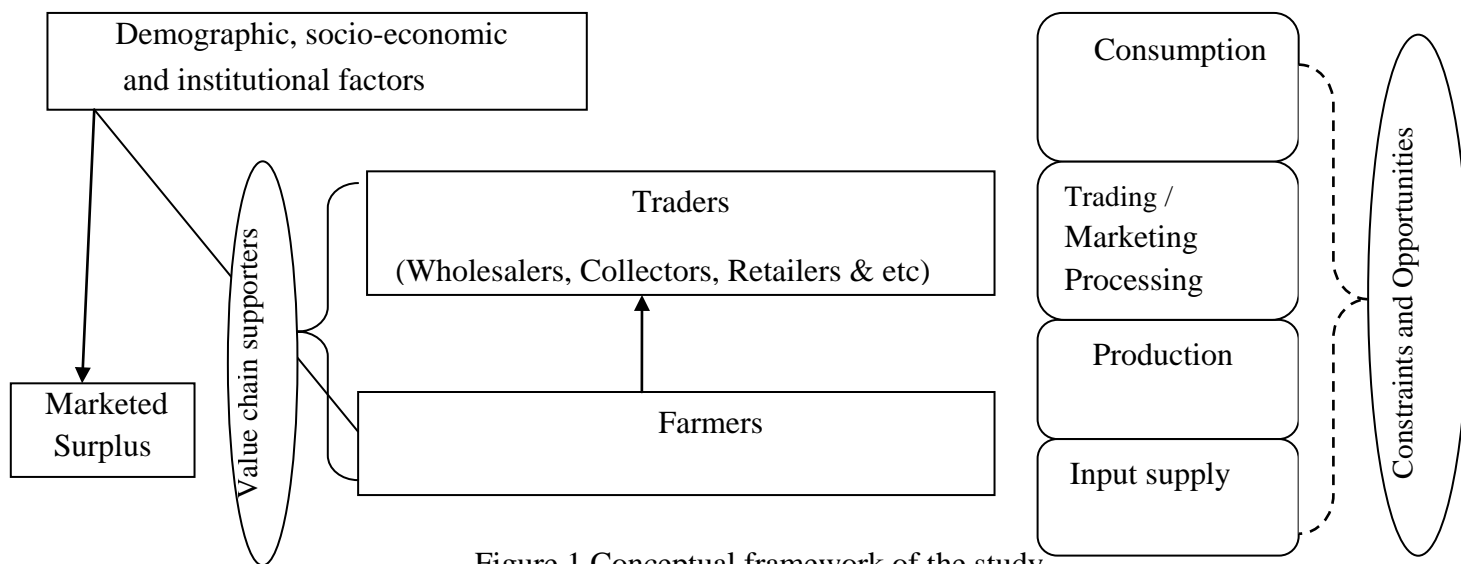 Demographic, socio-economic
and institutional factors
Marketed
Surplus
Value chain supporters
Traders
(Wholesalers, Collectors, Retailers & etc)
Farmers
Consumption
Trading /
Marketing
Processing
Production
Input supply
Constraints and Opportunities
Figure 1 Conceptual framework of the study